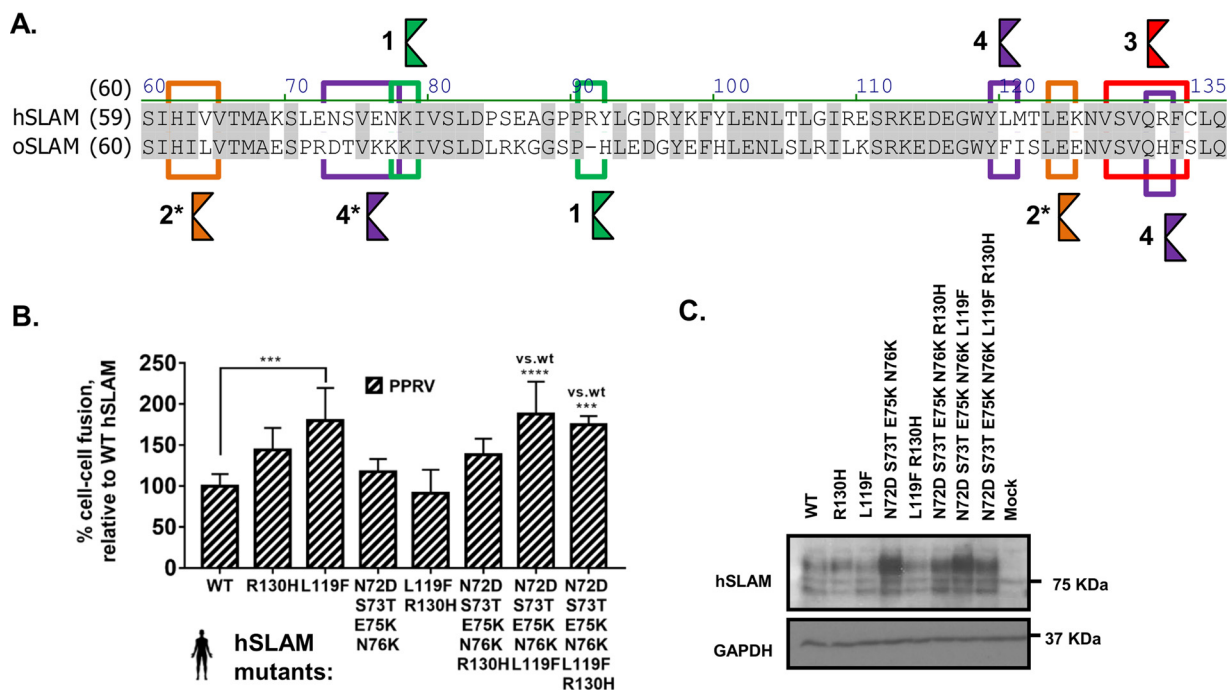 A.
1
4
3
60 70 80 90 100 110 120 135
(60)
hSLAM (59) SIHIVVTMAKSLENSVENKIVSLDPSEAGPPRYLGDRYKFYLENLTLGIRESRKEDEGWYLMTLEKNVSVQRFCLQ
oSLAM (60) SIHILVTMAESPRDTVKKKIVSLDLRKGGSP-HLEDGYEFHLENLSLRILKSRKEDEGWYFISLEENVSVQHFSLQ
2*
4*
1
2*
4
B.
% cell-cell fusion,
relative to WT hSLAM
250
200
150
100
50
0
***
PPRV
vs.wt
****
vs.wt
***
WT
R130H
L119F
N72D
S73T
E75K
N76K
L119F
R130H
N72D
S73T
E75K
N76K
R130H
N72D
S73T
E75K
N76K
L119F
N72D
S73T
E75K
N76K
L119F
R130H
hSLAM
mutants:
C.
WT
R130H
L119F
N72D S73T E75K N76K
L119F R130H
N72D S73T E75K N76K R130H
N72D S73T E75K N76K L119F
N72D S73T E75K N76K L119F R130H
Mock
hSLAM
75 KDa
GAPDH
37 KDa